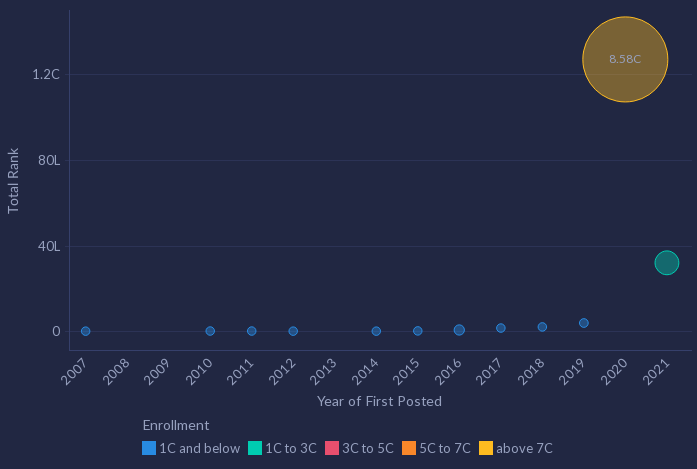 8.58C
1.2C
80L
40L
0
Total Rank
2007 2008 2009 2010 2011 2012 2013 2014 2015 2016 2017 2018 2019 2020 2021
Year of First Posted
Enrollment
1C and below 1C to 3C 3C to 5C 5C to 7C above 7C